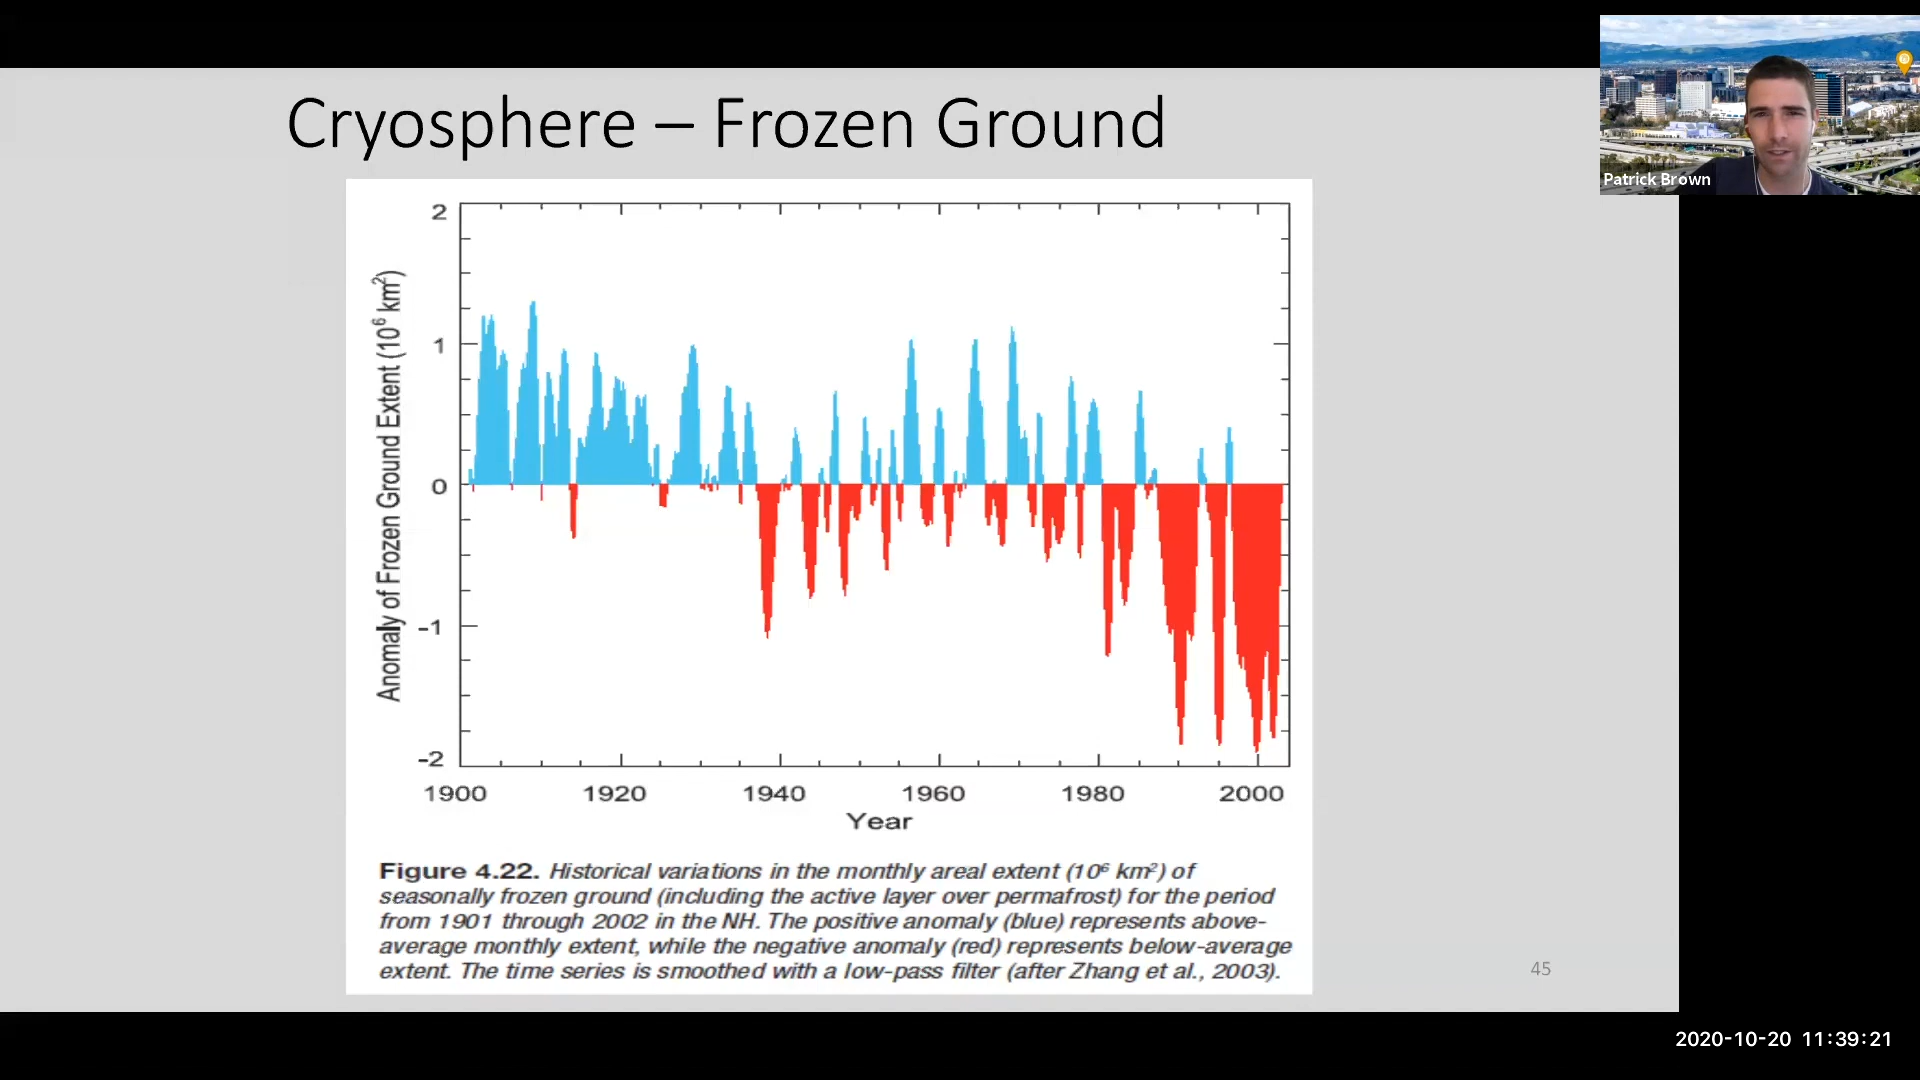 Cryosphere – Frozen Ground
Patrick Brown
Anomaly of Frozen Ground Extent (10⁶ km²)
2
1
0
-1
-2
1900 1920 1940 1960 1980 2000
Year
Figure 4.22. Historical variations in the monthly areal extent (10⁶ km²) of
seasonally frozen ground (including the active layer over permafrost) for the period
from 1901 through 2002 in the NH. The positive anomaly (blue) represents above-
average monthly extent, while the negative anomaly (red) represents below-average
extent. The time series is smoothed with a low-pass filter (after Zhang et al., 2003).
45
2020-10-20 11:39:21